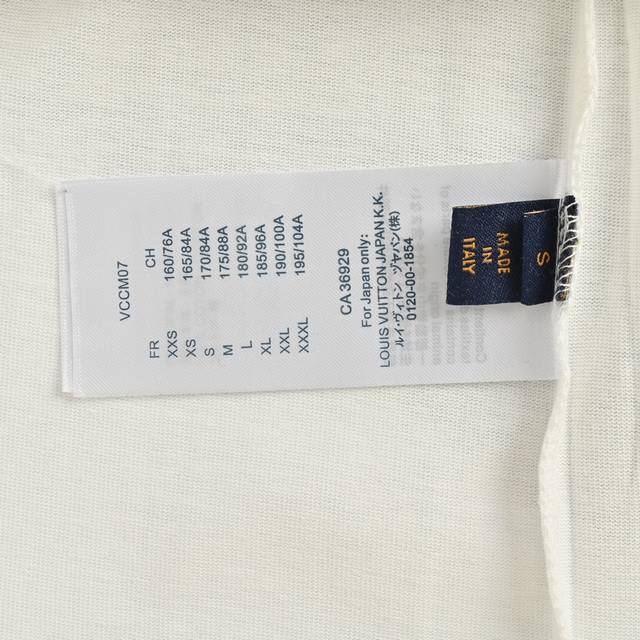 VCCM07
FR CH
XXS 160/76A
XS 165/84A
S 170/84A
M 175/88A
L 180/92A
XL 185/96A
XXL 190/100A
XXXL 195/104A
CA 36929
For Japan only:
LOUIS VUITTON JAPAN K.K.
ルイ・ヴィトン ジャパン(株)
0120-00-1854
MADE
IN
ITALY
S